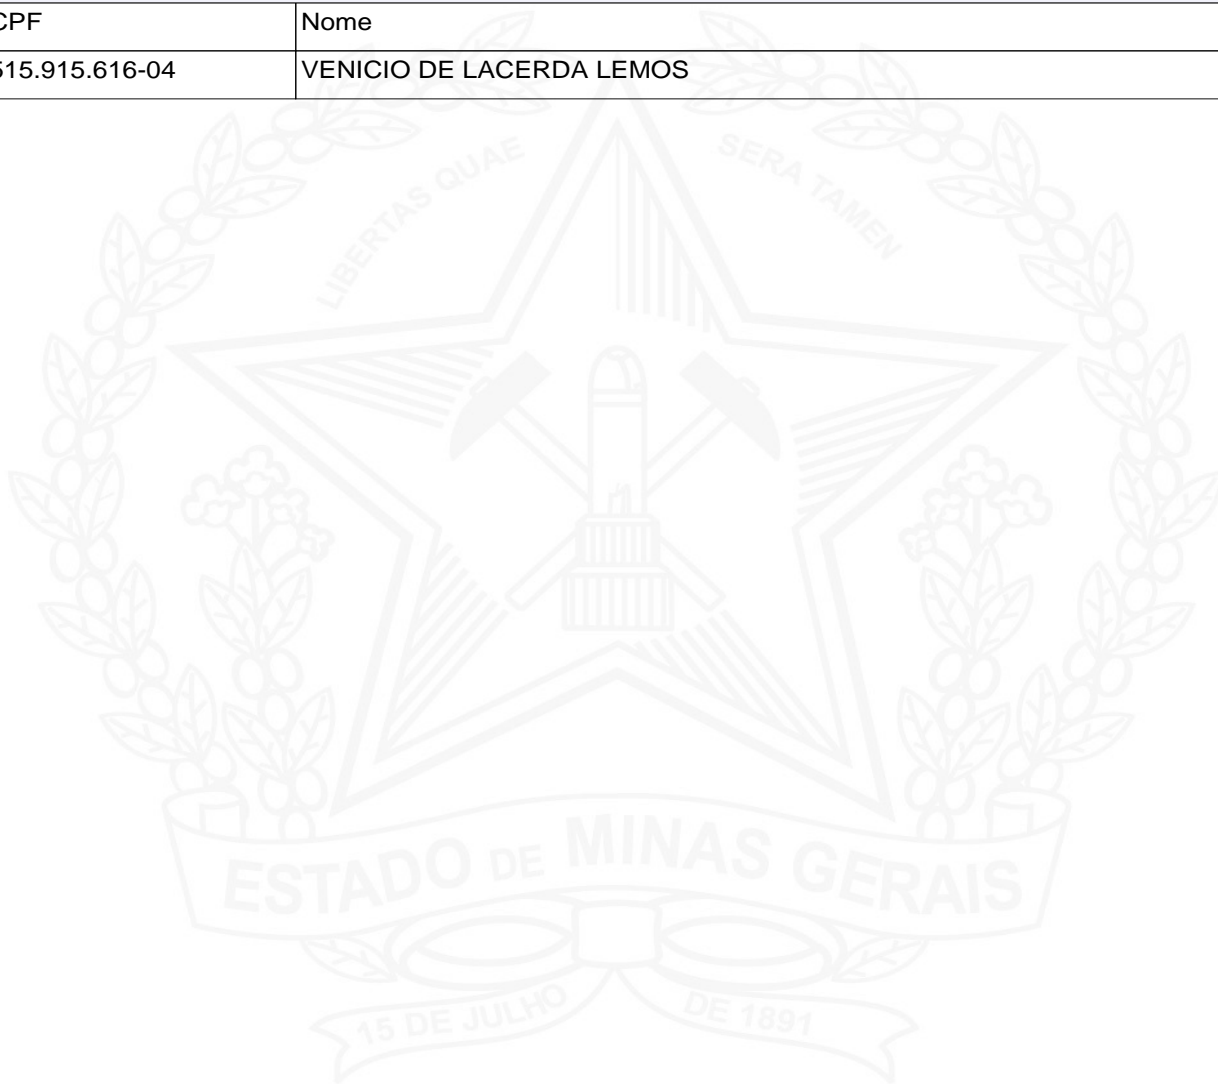 CPF Nome
515.915.616-04 VENICIO DE LACERDA LEMOS
LIBERTAS QUAE SERA TAMEN
ESTADO DE MINAS GERAIS
15 DE JULHO DE 1891